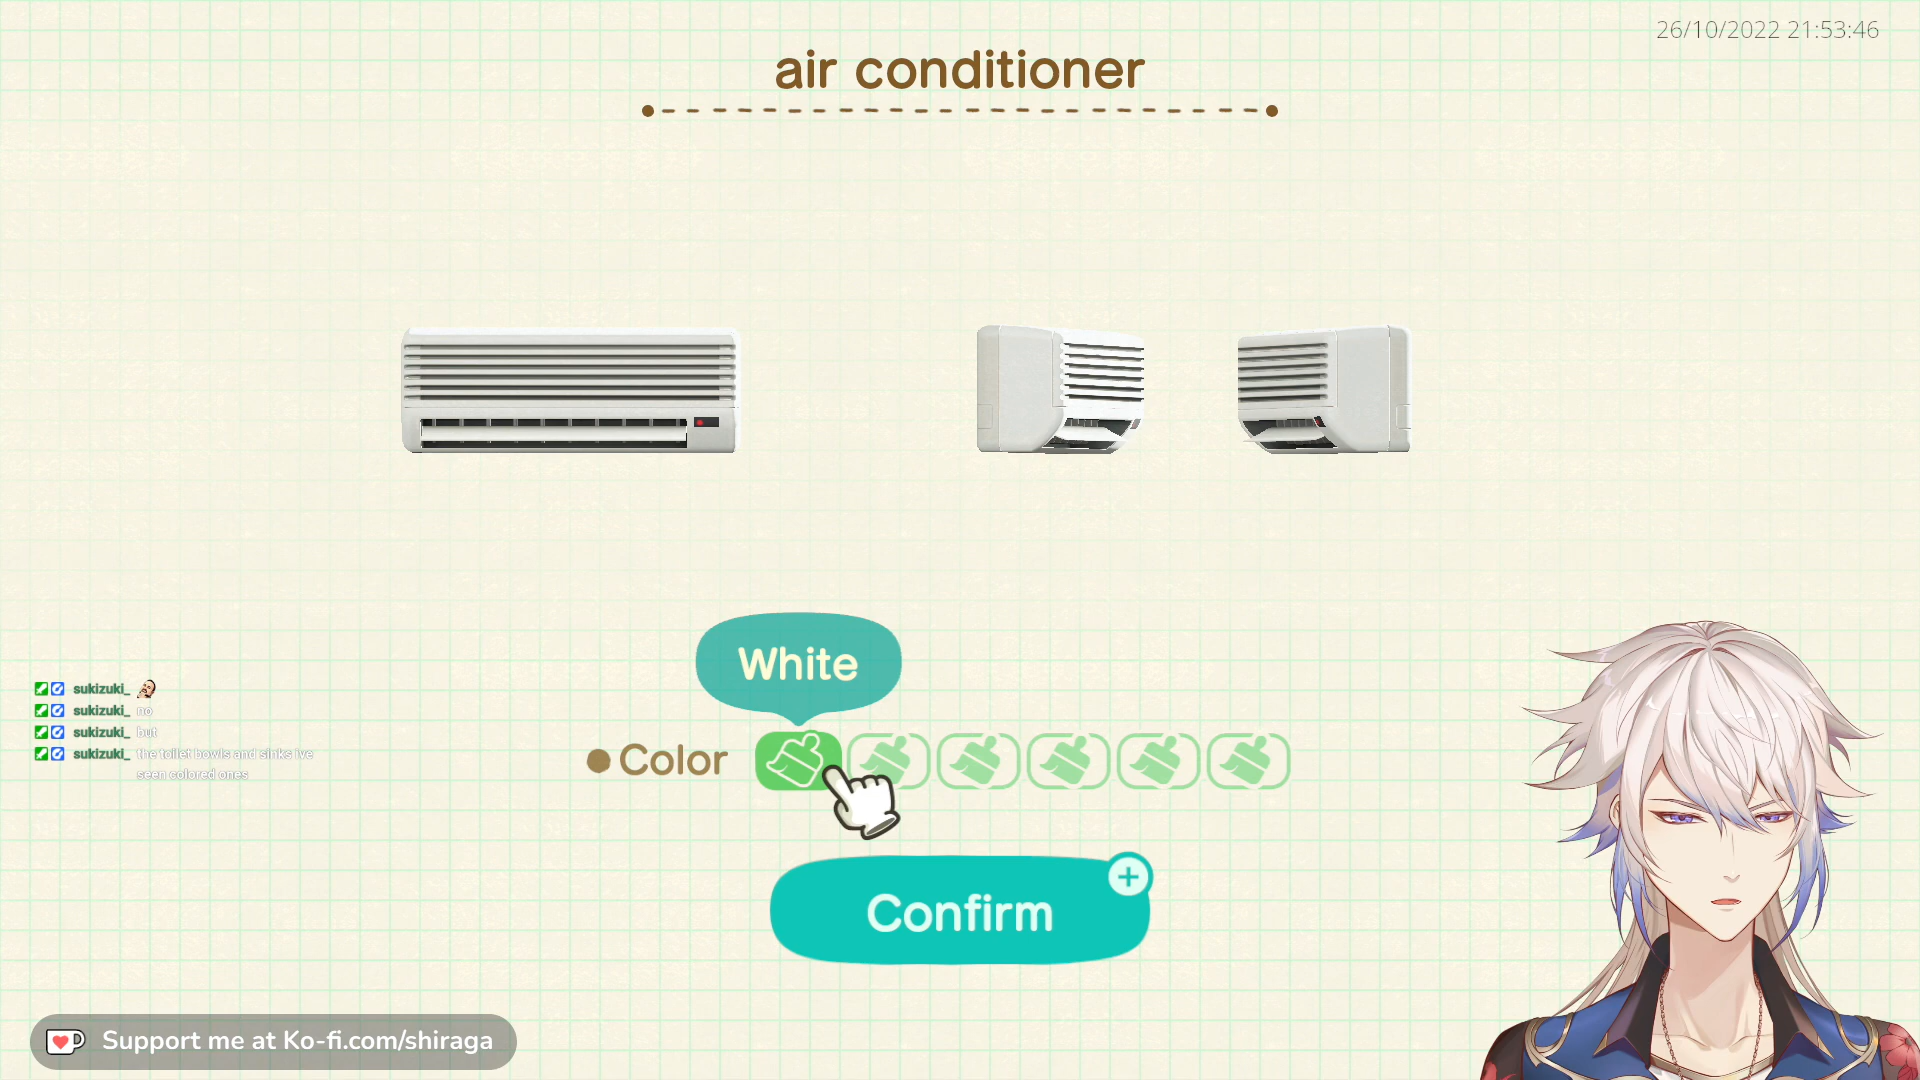 26/10/2022 21:53:46
air conditioner
White
Color
Confirm
sukizuki_
sukizuki_ no
sukizuki_ but
sukizuki_ the toilet bowls and sinks ive
seen colored ones
Support me at Ko-fi.com/shiraga